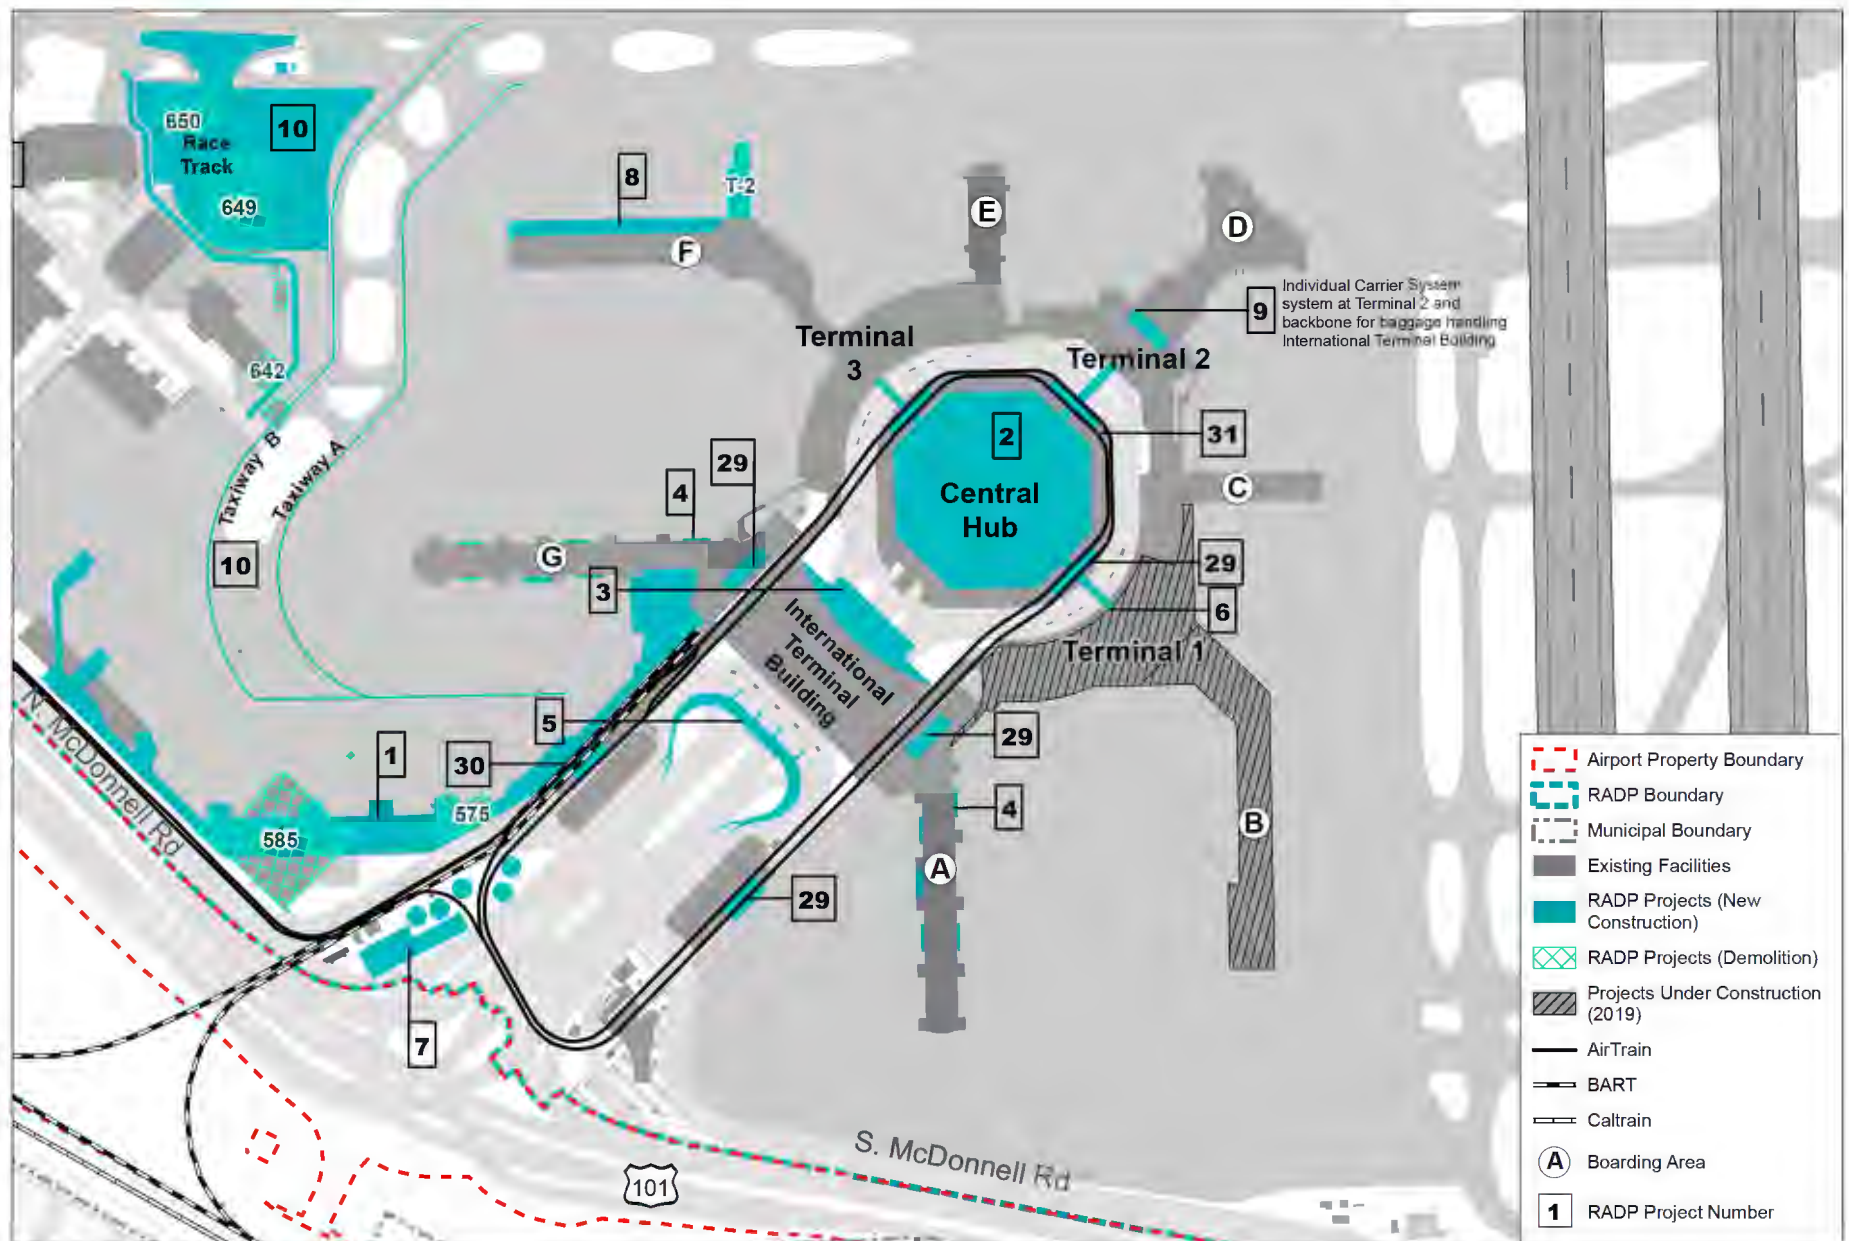 650
10
Race
Track
649
8
T-2
E
D
F
Individual Carrier System
system at Terminal 2 and
backbone for baggage handling
International Terminal Building
9
Terminal
3
Terminal 2
642
2
31
Central
Hub
C
29
4
Taxiway B
Taxiway A
G
10
3
29
6
International
Terminal
Building
Terminal 1
5
29
N. McDonnell Rd
1
30
575
585
4
B
A
29
7
S. McDonnell Rd
101
Airport Property Boundary
RADP Boundary
Municipal Boundary
Existing Facilities
RADP Projects (New
Construction)
RADP Projects (Demolition)
Projects Under Construction
(2019)
AirTrain
BART
Caltrain
A Boarding Area
1 RADP Project Number